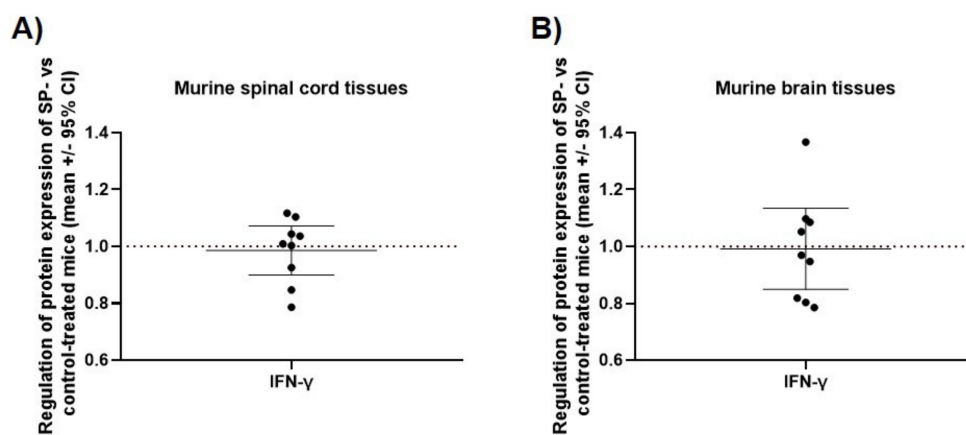 A)
Regulation of protein expression of SP- vs
control-treated mice (mean +/- 95% CI)
Murine spinal cord tissues
1.4
1.2
1.0
0.8
0.6
IFN-γ
B)
Regulation of protein expression of SP- vs
control-treated mice (mean +/- 95% CI)
Murine brain tissues
1.4
1.2
1.0
0.8
0.6
IFN-γ